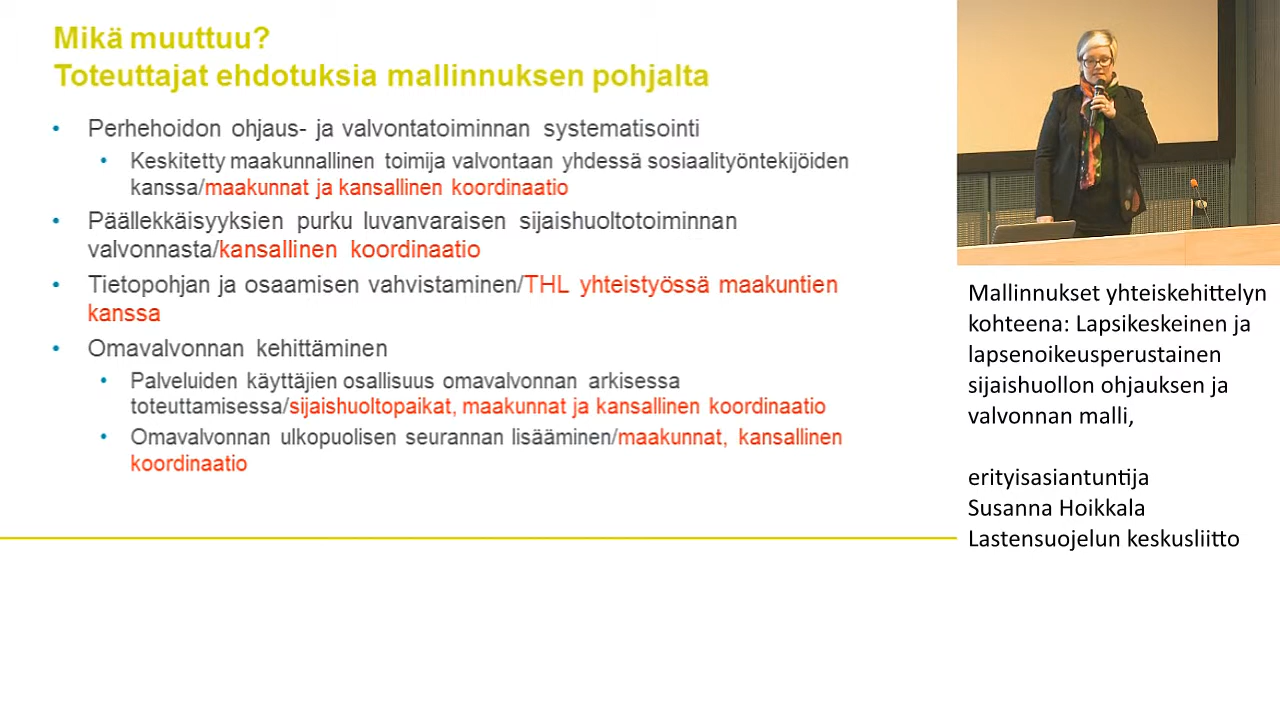 Mikä muuttuu?
Toteuttajat ehdotuksia mallinnuksen pohjalta
• Perhehoidon ohjaus- ja valvontatoiminnan systematisointi
• Keskitetty maakunnallinen toimija valvontaan yhdessä sosiaalityöntekijöiden
kanssa/maakunnat ja kansallinen koordinaatio
• Päällekkäisyyksien purku luvanvaraisen sijaishuoltotoiminnan
valvonnasta/kansallinen koordinaatio
• Tietopohjan ja osaamisen vahvistaminen/THL yhteistyössä maakuntien
kanssa
• Omavalvonnan kehittäminen
• Palveluiden käyttäjien osallisuus omavalvonnan arkisessa
toteuttamisessa/sijaishuoltopaikat, maakunnat ja kansallinen koordinaatio
• Omavalvonnan ulkopuolisen seurannan lisääminen/maakunnat, kansallinen
koordinaatio
Mallinnukset yhteiskehittelyn
kohteena: Lapsikeskeinen ja
lapsenoikeusperustainen
sijaishuollon ohjauksen ja
valvonnan malli,
erityisasiantuntija
Susanna Hoikkala
Lastensuojelun keskusliitto